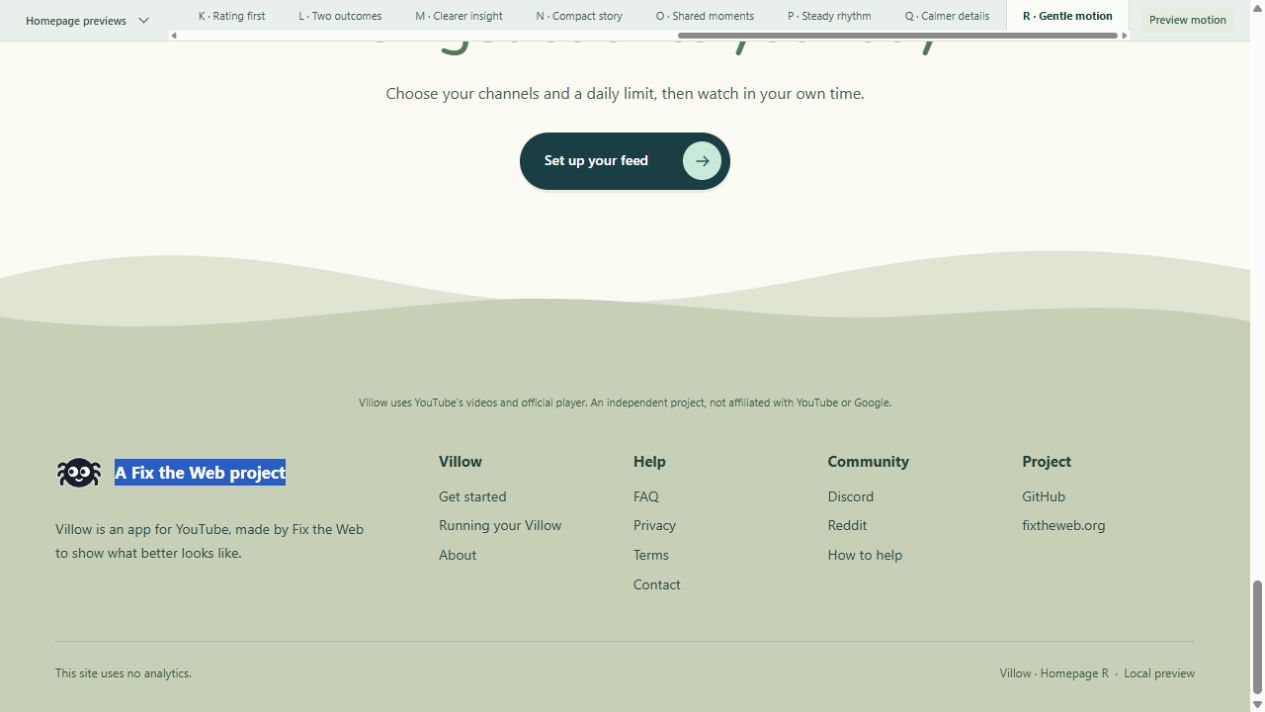 Homepage previews
K · Rating first
L · Two outcomes
M · Clearer insight
N · Compact story
O · Shared moments
P · Steady rhythm
Q · Calmer details
R · Gentle motion
Preview motion
Choose your channels and a daily limit, then watch in your own time.
Set up your feed
Villow uses YouTube's videos and official player. An independent project, not affiliated with YouTube or Google.
A Fix the Web project
Villow is an app for YouTube, made by Fix the Web
to show what better looks like.
Villow
Get started
Running your Villow
About
Help
FAQ
Privacy
Terms
Contact
Community
Discord
Reddit
How to help
Project
GitHub
fixtheweb.org
This site uses no analytics.
Villow · Homepage R · Local preview